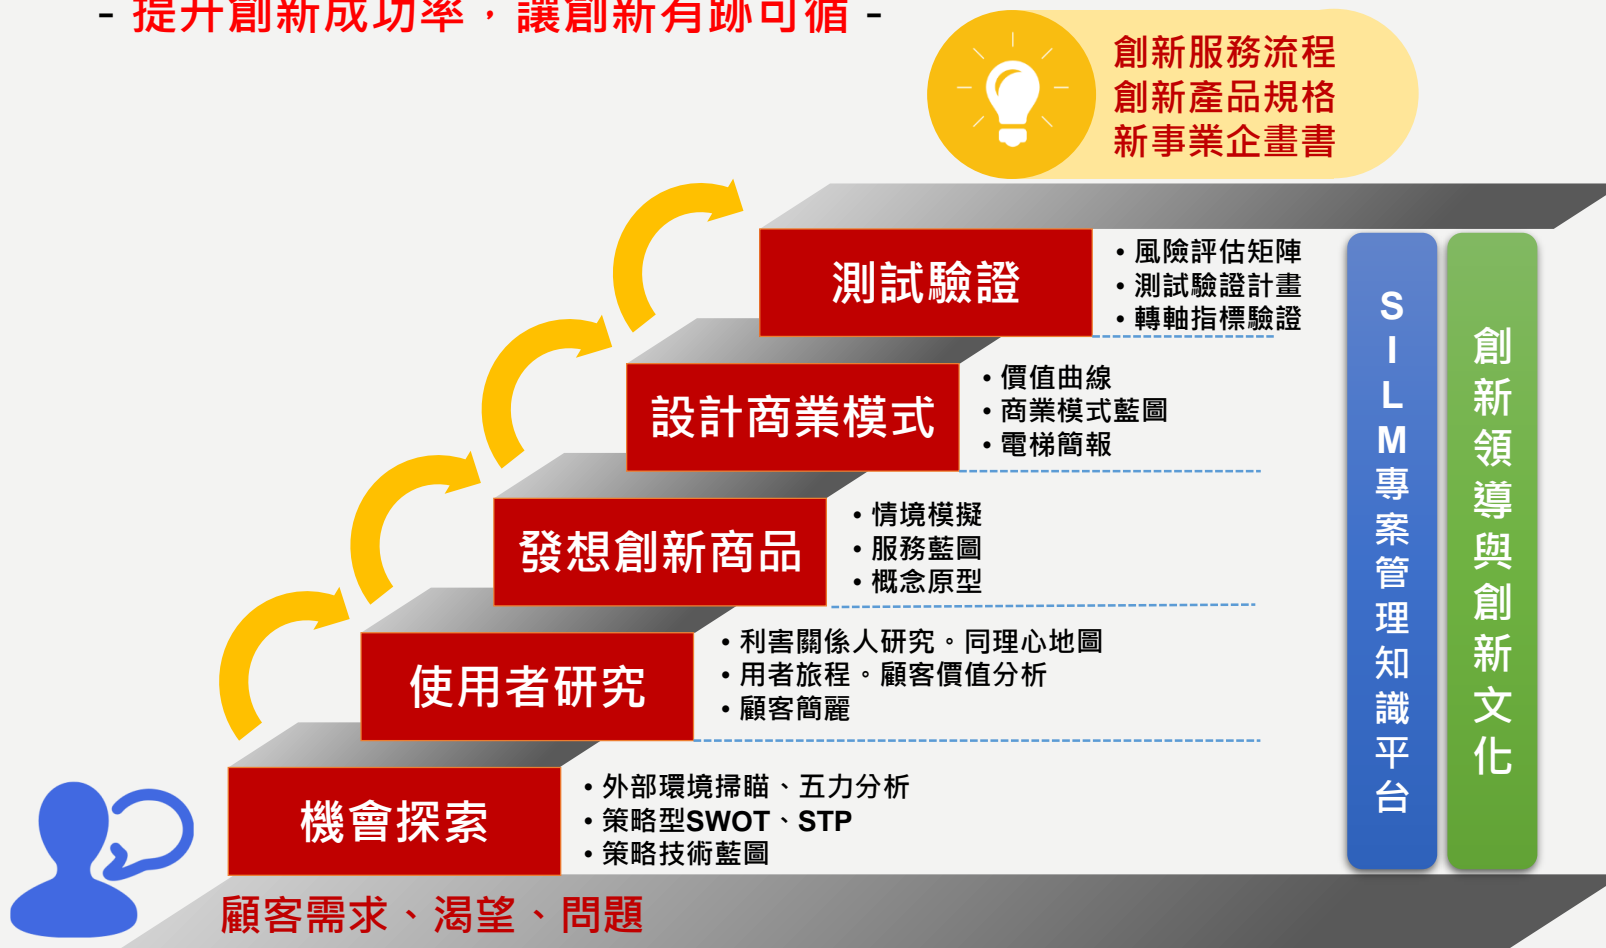 - 提升創新成功率，讓創新有跡可循 -
創新服務流程
創新產品規格
新事業企畫書
測試驗證
• 風險評估矩陣
• 測試驗證計畫
• 轉軸指標驗證
設計商業模式
• 價值曲線
• 商業模式藍圖
• 電梯簡報
發想創新商品
• 情境模擬
• 服務藍圖
• 概念原型
使用者研究
• 利害關係人研究。同理心地圖
• 用者旅程。顧客價值分析
• 顧客簡麗
機會探索
• 外部環境掃瞄、五力分析
• 策略型SWOT、STP
• 策略技術藍圖
顧客需求、渴望、問題
SILM專案管理知識平台
創新領導與創新文化